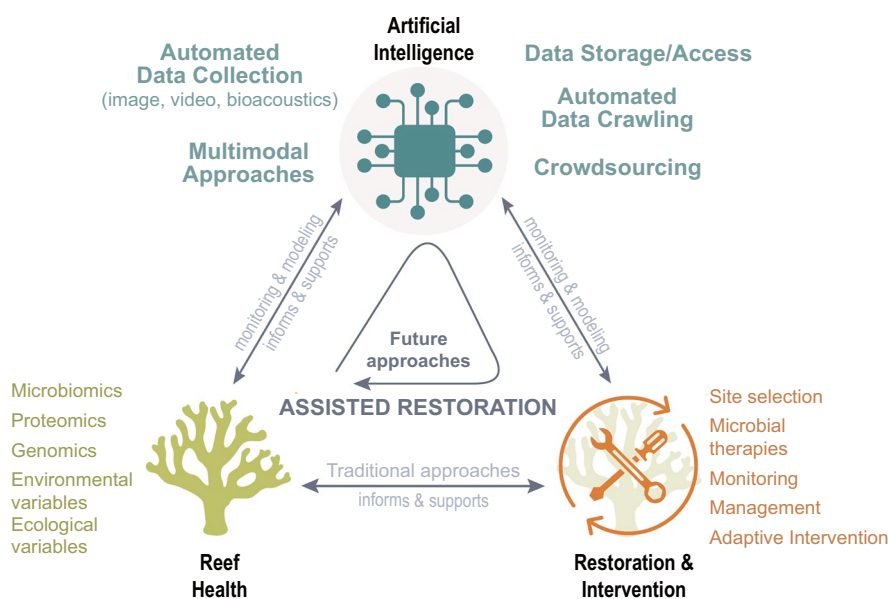 Artificial
Intelligence
Automated
Data Collection
(image, video, bioacoustics)
Multimodal
Approaches
Data Storage/Access
Automated
Data Crawling
Crowdsourcing
monitoring & modeling
informs & supports
monitoring & modeling
informs & supports
Future
approaches
ASSISTED RESTORATION
Microbiomics
Proteomics
Genomics
Environmental
variables
Ecological
variables
Reef
Health
Traditional approaches
informs & supports
Site selection
Microbial
therapies
Monitoring
Management
Adaptive Intervention
Restoration &
Intervention